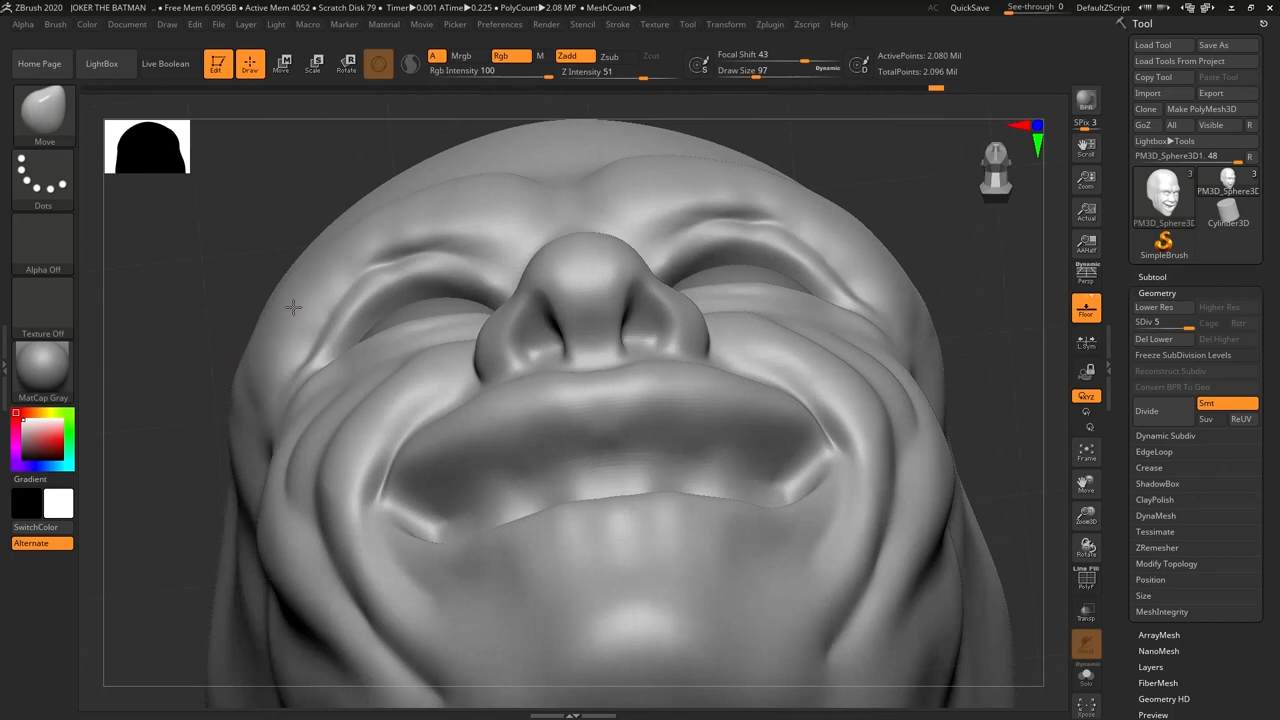 ZBrush 2020 JOKER THE BATMAN .. • Free Mem 6.095GB • Active Mem 4052 • Scratch Disk 79 • Timer▶0.001 ATime▶0.225 • PolyCount▶2.08 MP • MeshCount▶1 AC QuickSave See-through 0 DefaultZScript
Alpha Brush Color Document Draw Edit File Layer Light Macro Marker Material Movie Picker Preferences Render Stencil Stroke Texture Tool Transform Zplugin Zscript Help
Home Page LightBox Live Boolean
Edit Draw Move Scale Rotate
A Mrgb Rgb M Zadd Zsub Zcut
Rgb Intensity 100 Z Intensity 51
Focal Shift 43
Draw Size 97 Dynamic
S
D
ActivePoints: 2.080 Mil
TotalPoints: 2.096 Mil
Move
Dots
Alpha Off
Texture Off
MatCap Gray
Gradient
SwitchColor
Alternate
BPR
SPix 3
Scroll
Zoom
Actual
AAHalf
Dynamic
Persp
Floor
L.Sym
XYZ
Frame
Move
Zoom3D
Rotate
Line Fill
PolyF
Transp
Ghost
Dynamic
Solo
Xpose
Tool
Load Tool Save As
Load Tools From Project
Copy Tool Paste Tool
Import Export
Clone Make PolyMesh3D
GoZ All Visible R
Lightbox▶Tools
PM3D_Sphere3D1. 48 R
3 3
PM3D_Sphere3D
PM3D_Sphere3D Cylinder3D
SimpleBrush
Subtool
Geometry
Lower Res Higher Res
SDiv 5 Cage Rstr
Del Lower Del Higher
Freeze SubDivision Levels
Reconstruct Subdiv
Convert BPR To Geo
Divide Smt
Suv ReUV
Dynamic Subdiv
EdgeLoop
Crease
ShadowBox
ClayPolish
DynaMesh
Tessimate
ZRemesher
Modify Topology
Position
Size
MeshIntegrity
ArrayMesh
NanoMesh
Layers
FiberMesh
Geometry HD
Preview